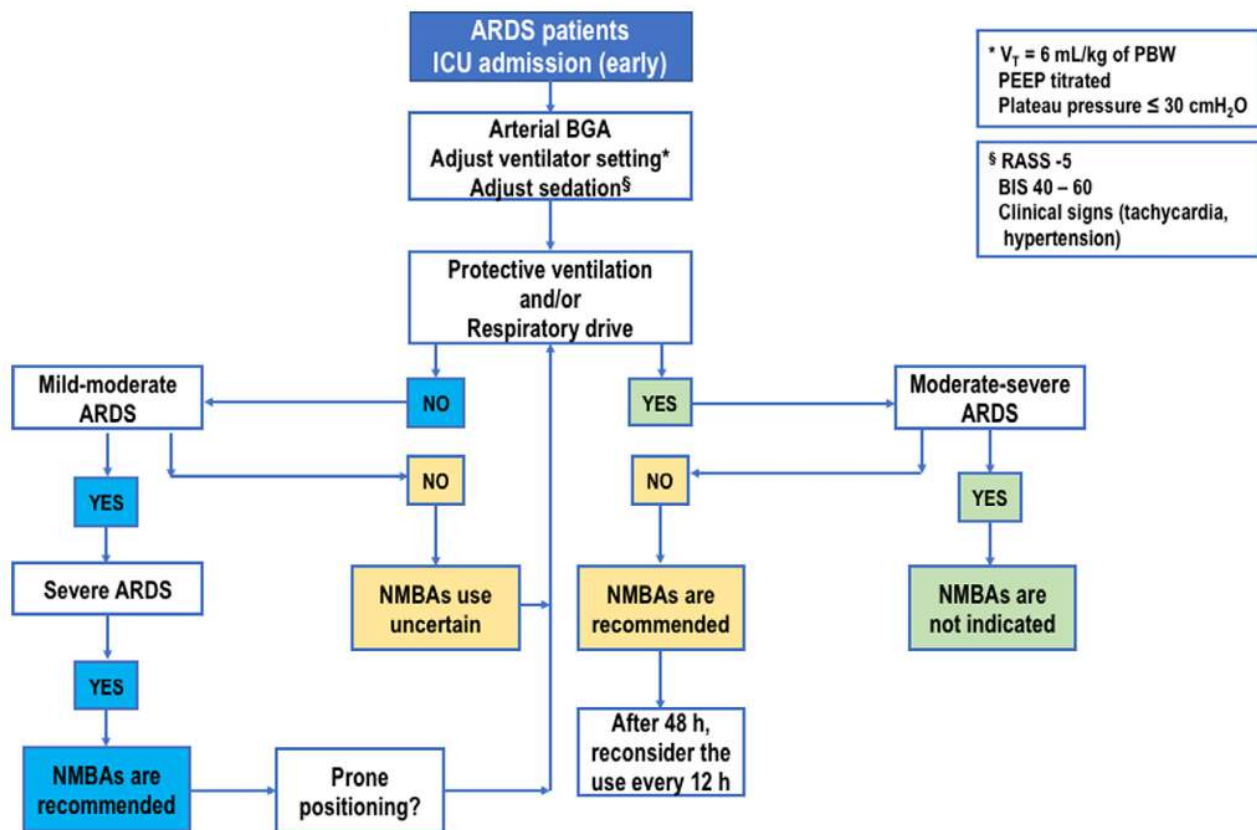 ARDS patients
ICU admission (early)
* V_T = 6 mL/kg of PBW
PEEP titrated
Plateau pressure ≤ 30 cmH₂O
Arterial BGA
Adjust ventilator setting*
Adjust sedation§
§ RASS -5
BIS 40 – 60
Clinical signs (tachycardia,
hypertension)
Protective ventilation
and/or
Respiratory drive
Mild-moderate
ARDS
NO
YES
Moderate-severe
ARDS
YES
NO
NO
YES
Severe ARDS
NMBAs use
uncertain
NMBAs are
recommended
NMBAs are
not indicated
YES
NMBAs are
recommended
Prone
positioning?
After 48 h,
reconsider the
use every 12 h